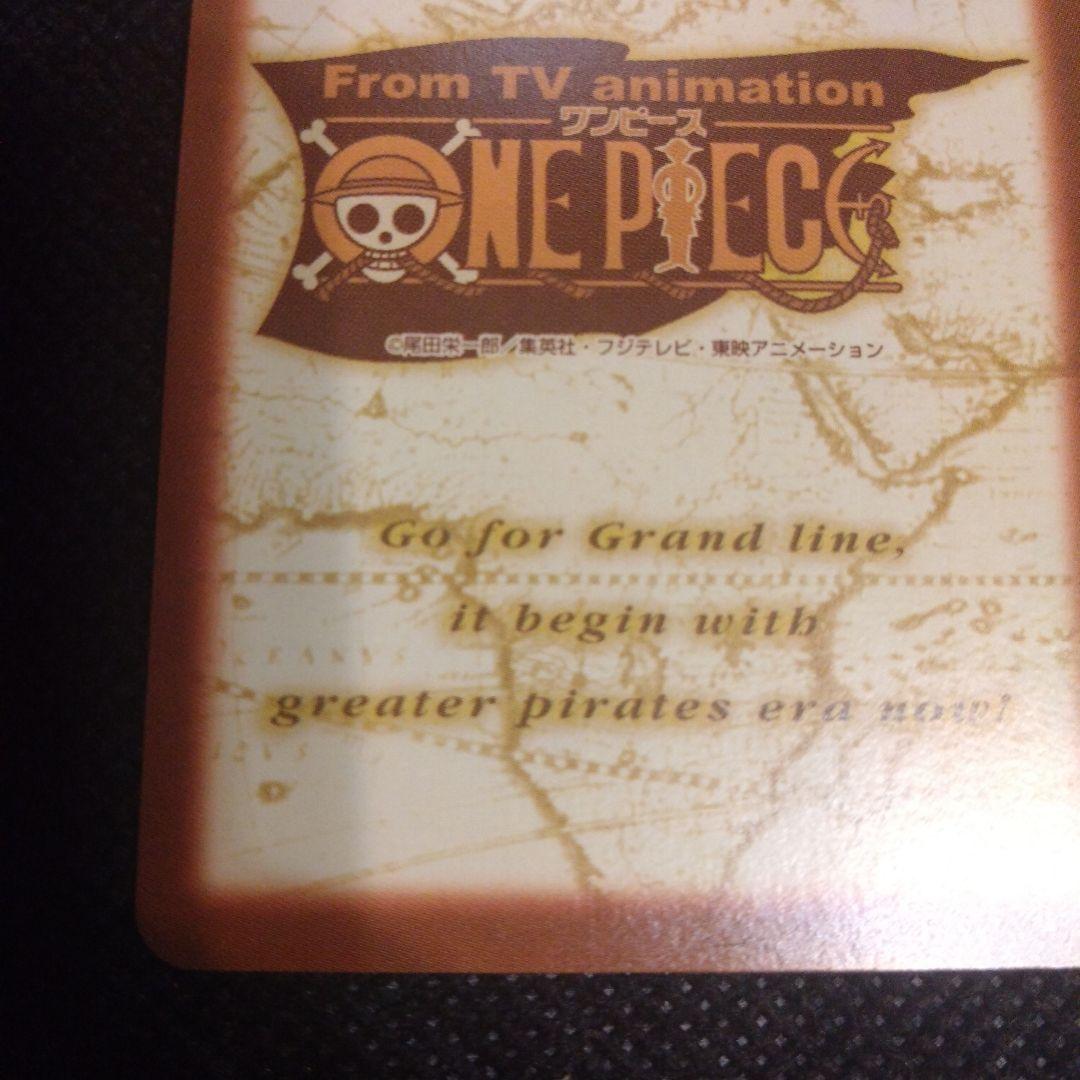 From TV animation
ワンピース
ONE PIECE
©尾田栄一郎／集英社・フジテレビ・東映アニメーション
Go for Grand line,
it begin with
greater pirates era now!